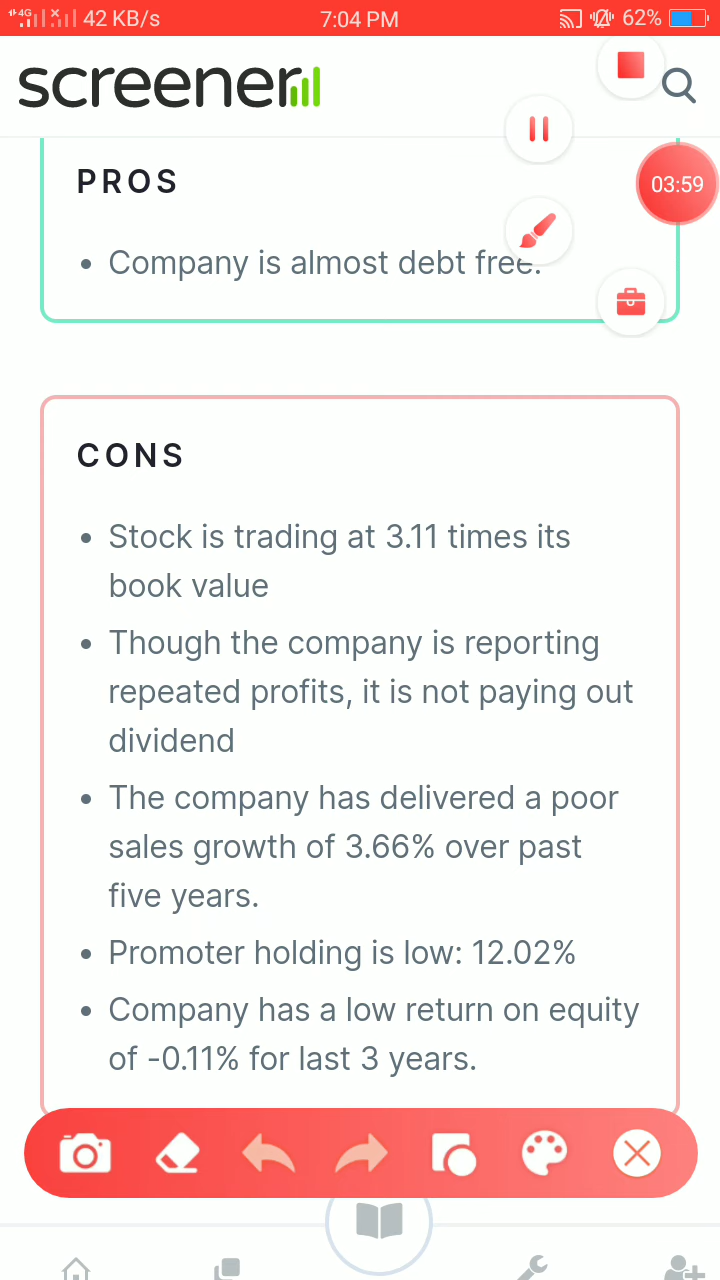 4G 42 KB/s 7:04 PM 62%
screener
03:59
PROS
• Company is almost debt free.
CONS
• Stock is trading at 3.11 times its
book value
• Though the company is reporting
repeated profits, it is not paying out
dividend
• The company has delivered a poor
sales growth of 3.66% over past
five years.
• Promoter holding is low: 12.02%
• Company has a low return on equity
of -0.11% for last 3 years.